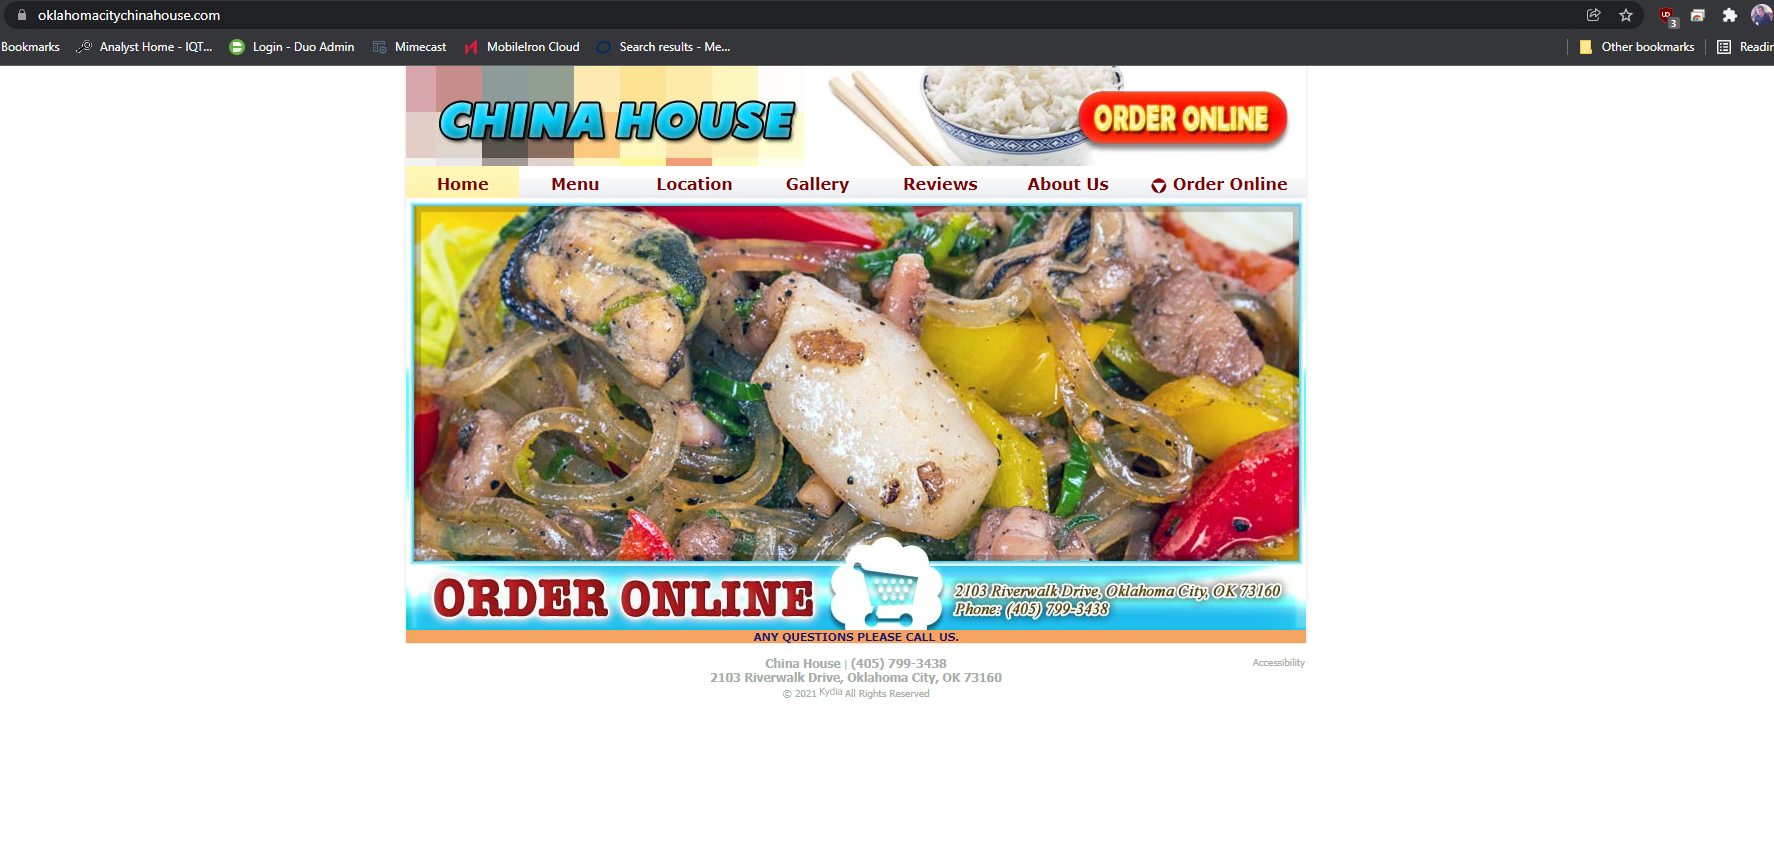 oklahomacitychinahouse.com
3
Bookmarks Analyst Home - IQT... Login - Duo Admin Mimecast MobileIron Cloud Search results - Me... Other bookmarks Readin
CHINA HOUSE
ORDER ONLINE
Home Menu Location Gallery Reviews About Us Order Online
ORDER ONLINE
2103 Riverwalk Drive, Oklahoma City, OK 73160
Phone: (405) 799-3438
ANY QUESTIONS PLEASE CALL US.
China House | (405) 799-3438
Accessibility
2103 Riverwalk Drive, Oklahoma City, OK 73160
© 2021 Kydia All Rights Reserved